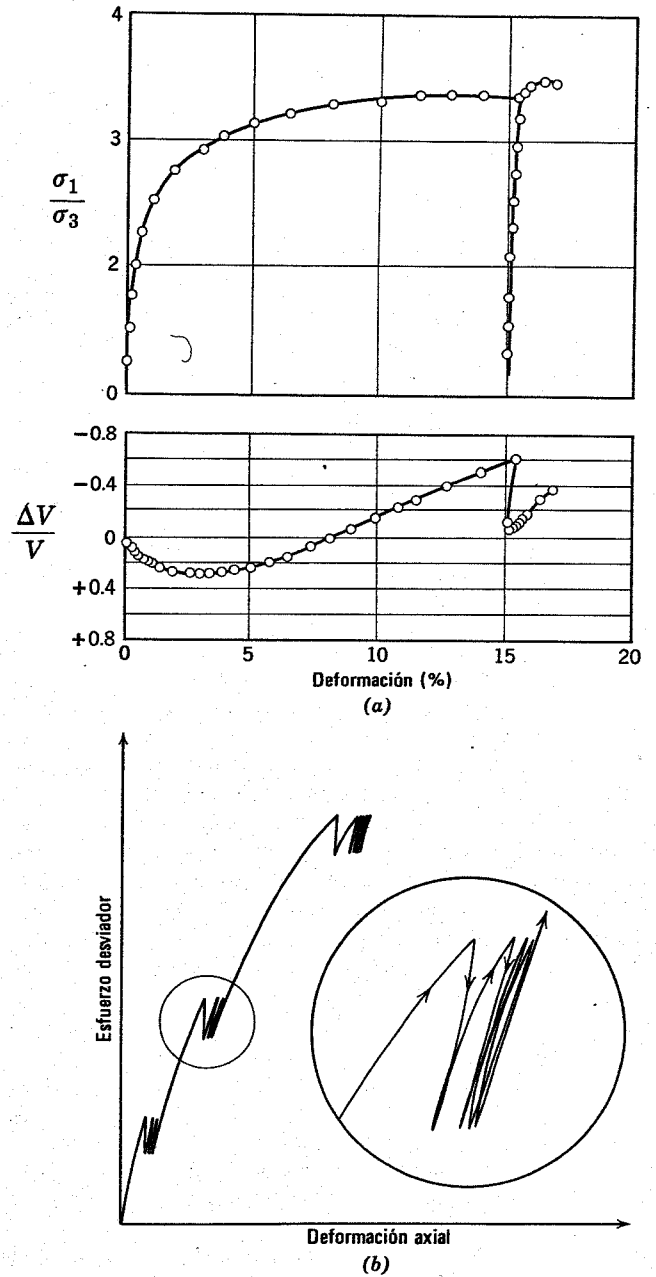 4
3
σ1
σ3
2
0
−0.8
−0.4
ΔV
V
0
+0.4
+0.8
0 5 10 15 20
Deformación (%)
(a)
Esfuerzo desviador
Deformación axial
(b)